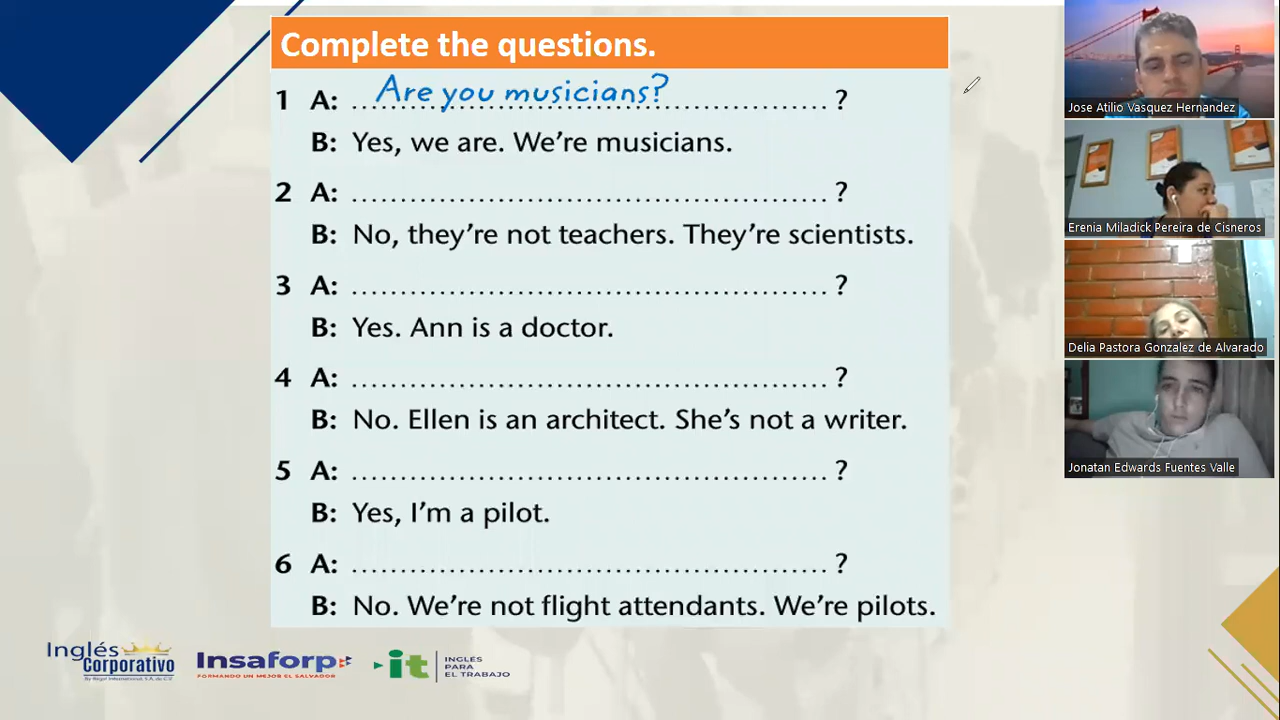 Complete the questions.
1 A: Are you musicians? ?
B: Yes, we are. We're musicians.
2 A: ?
B: No, they're not teachers. They're scientists.
3 A: ?
B: Yes. Ann is a doctor.
4 A: ?
B: No. Ellen is an architect. She's not a writer.
5 A: ?
B: Yes, I'm a pilot.
6 A: ?
B: No. We're not flight attendants. We're pilots.
Inglés
Corporativo
Insaforp
FORMANDO UN MEJOR EL SALVADOR
it
INGLÉS
PARA
EL TRABAJO
Jose Atilio Vasquez Hernandez
Erenia Miladick Pereira de Cisneros
Delia Pastora Gonzalez de Alvarado
Jonatan Edwards Fuentes Valle